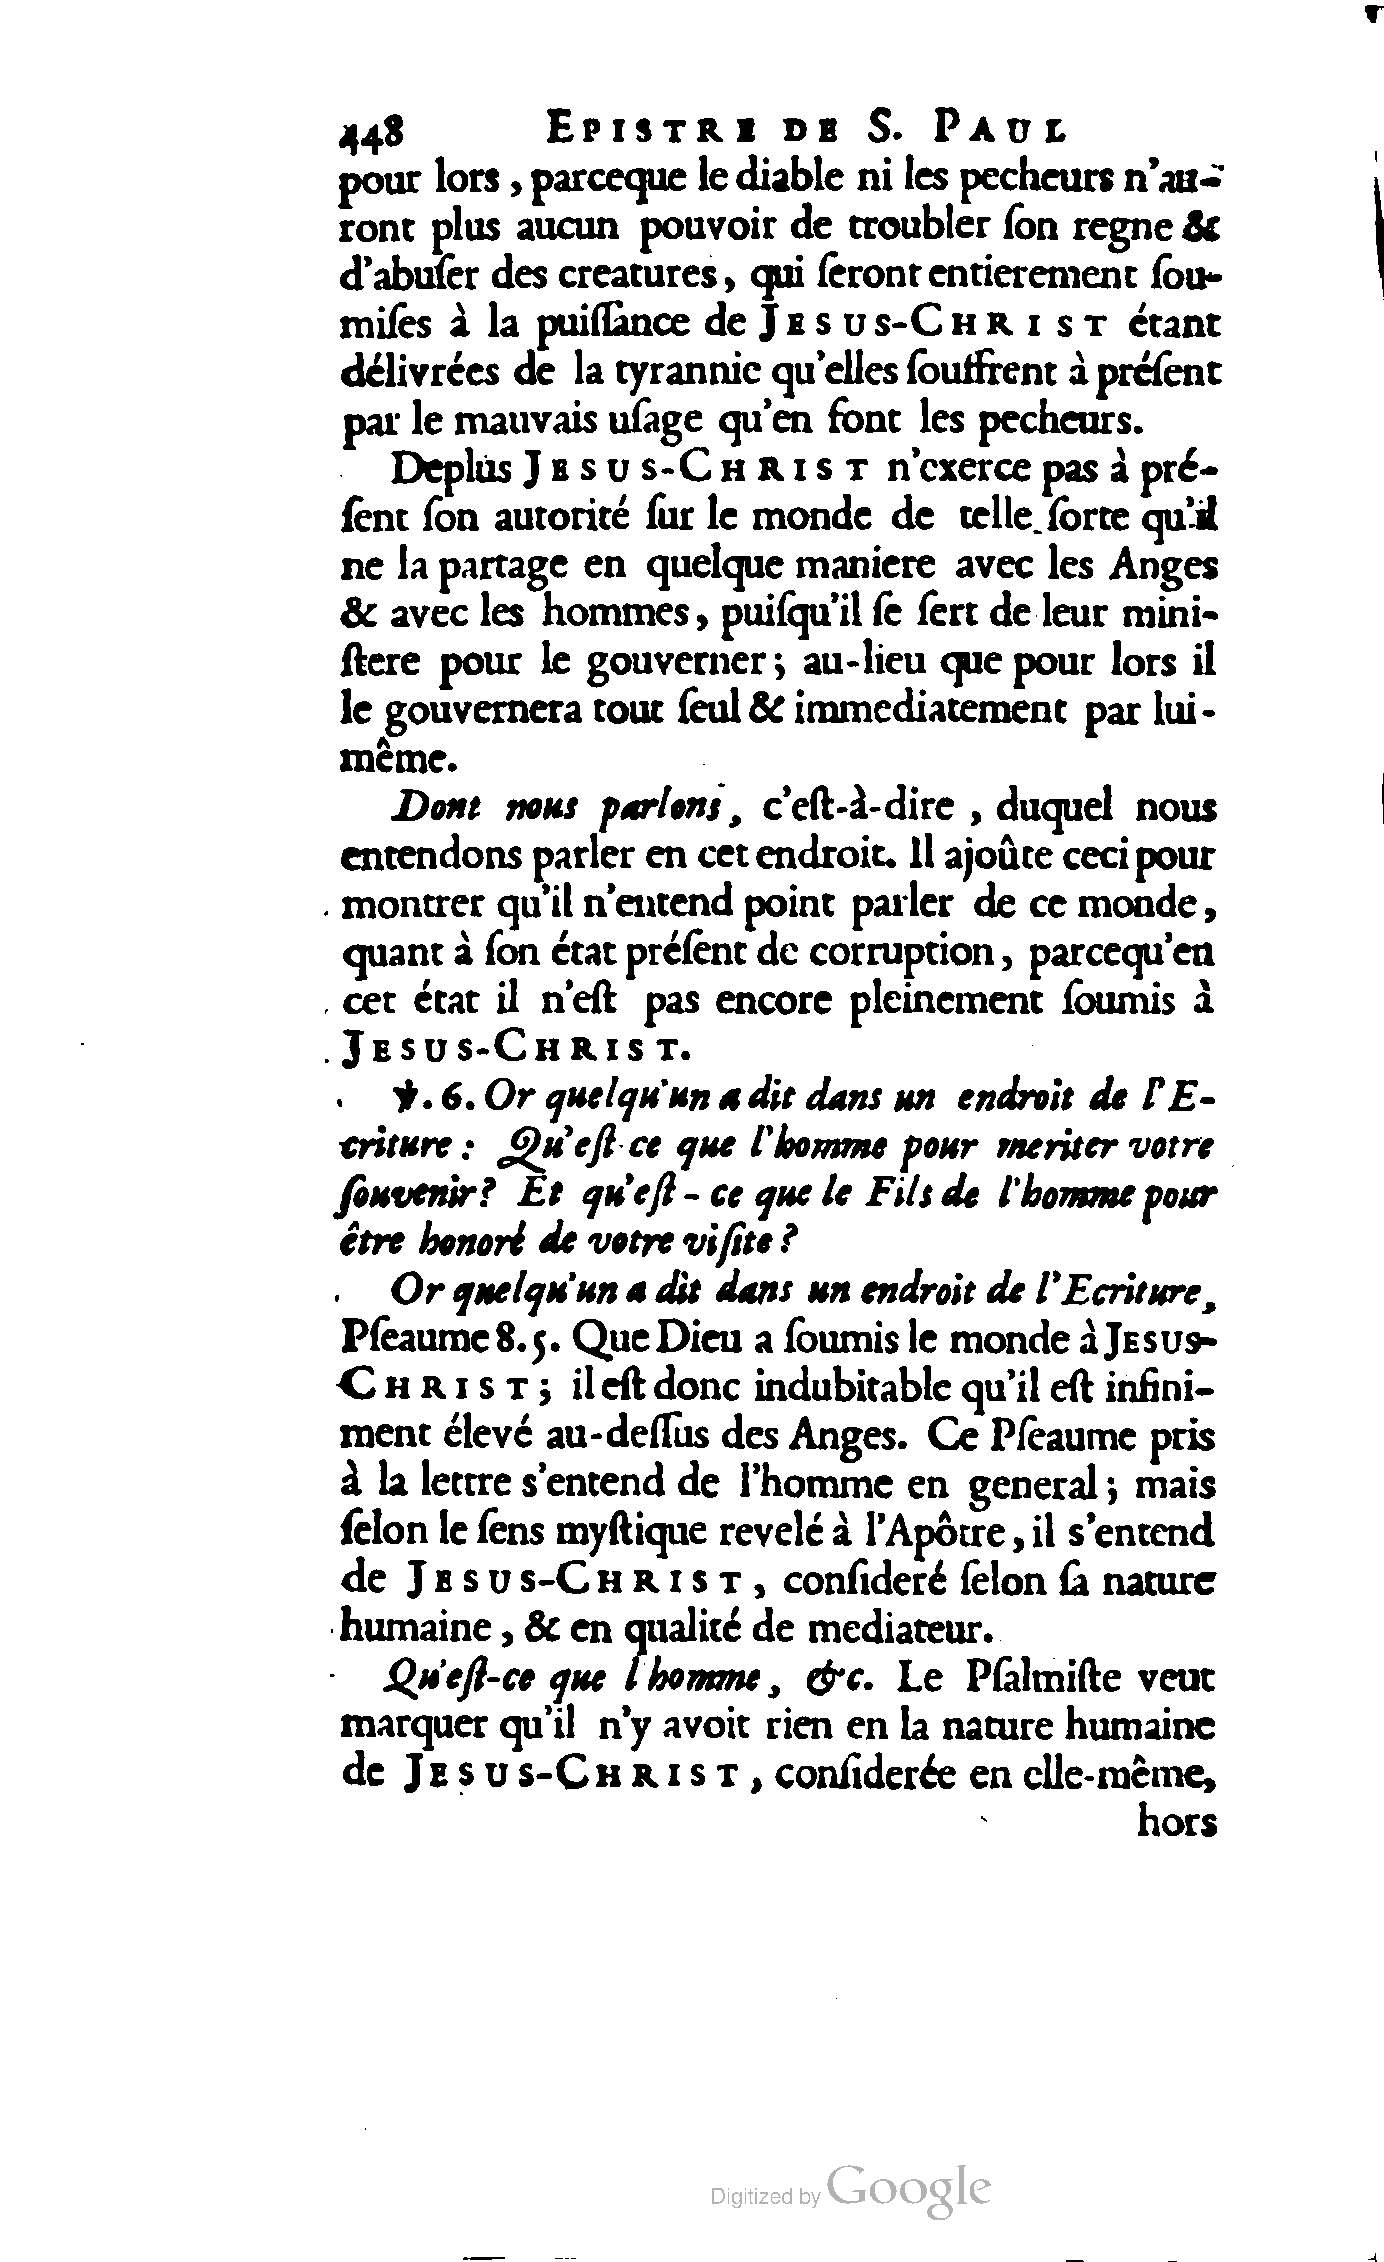 448 EPISTRE DE S. PAUL
pour lors, parceque le diable ni les pecheurs n'au-
ront plus aucun pouvoir de troubler ſon regne &
d'abuſer des creatures, qui ſeront entierement ſou-
miſes à la puiſſance de JESUS-CHRIST étant
délivrées de la tyrannie qu'elles ſouffrent à préſent
par le mauvais uſage qu'en font les pecheurs.
Deplus JESUS-CHRIST n'exerce pas à pré-
ſent ſon autorité ſur le monde de telle ſorte qu'il
ne la partage en quelque maniere avec les Anges
& avec les hommes, puiſqu'il ſe ſert de leur mini-
ſtere pour le gouverner; au-lieu que pour lors il
le gouvernera tout ſeul & immediatement par lui-
même.
Dont nous parlons, c'eſt-à-dire, duquel nous
entendons parler en cet endroit. Il ajoûte ceci pour
montrer qu'il n'entend point parler de ce monde,
quant à ſon état préſent de corruption, parcequ'en
cet état il n'eſt pas encore pleinement ſoumis à
JESUS-CHRIST.
℣. 6. Or quelqu'un a dit dans un endroit de l'E-
criture: Qu'eſt-ce que l'homme pour meriter votre
ſouvenir? Et qu'eſt-ce que le Fils de l'homme pour
être honoré de votre viſite?
Or quelqu'un a dit dans un endroit de l'Ecriture,
Pſeaume 8. 5. Que Dieu a ſoumis le monde à JESUS-
CHRIST; il eſt donc indubitable qu'il eſt infini-
ment élevé au-deſſus des Anges. Ce Pſeaume pris
à la lettre s'entend de l'homme en general; mais
ſelon le ſens myſtique revelé à l'Apôtre, il s'entend
de JESUS-CHRIST, conſideré ſelon ſa nature
humaine, & en qualité de mediateur.
Qu'eſt-ce que l'homme, &c. Le Pſalmiſte veut
marquer qu'il n'y avoit rien en la nature humaine
de JESUS-CHRIST, conſiderée en elle-même,
hors
Digitized by Google